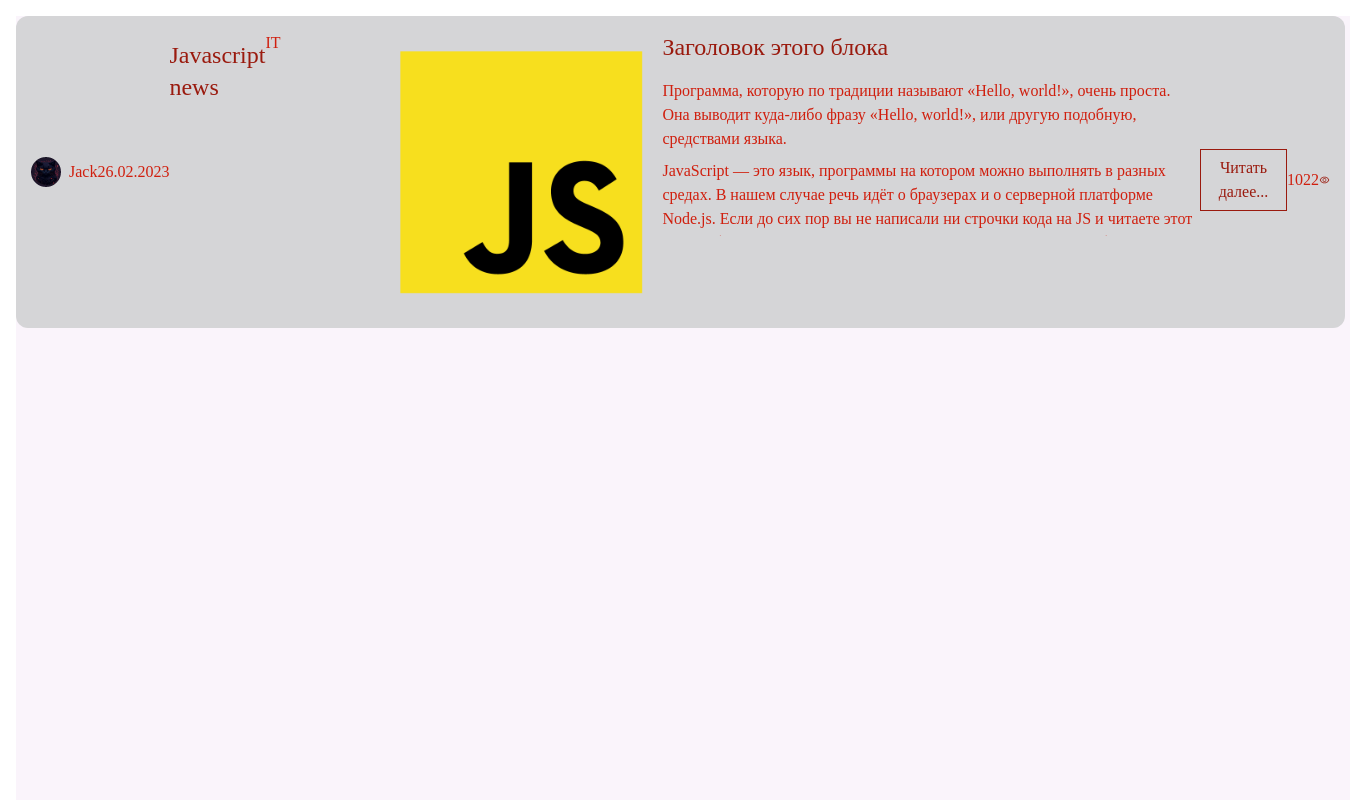 Jack
26.02.2023
Javascript
IT
news
JS
Заголовок этого блока
Программа, которую по традиции называют «Hello, world!», очень проста.
Она выводит куда-либо фразу «Hello, world!», или другую подобную,
средствами языка.
JavaScript — это язык, программы на котором можно выполнять в разных
средах. В нашем случае речь идёт о браузерах и о серверной платформе
Node.js. Если до сих пор вы не написали ни строчки кода на JS и читаете этот
Читать
далее...
1022